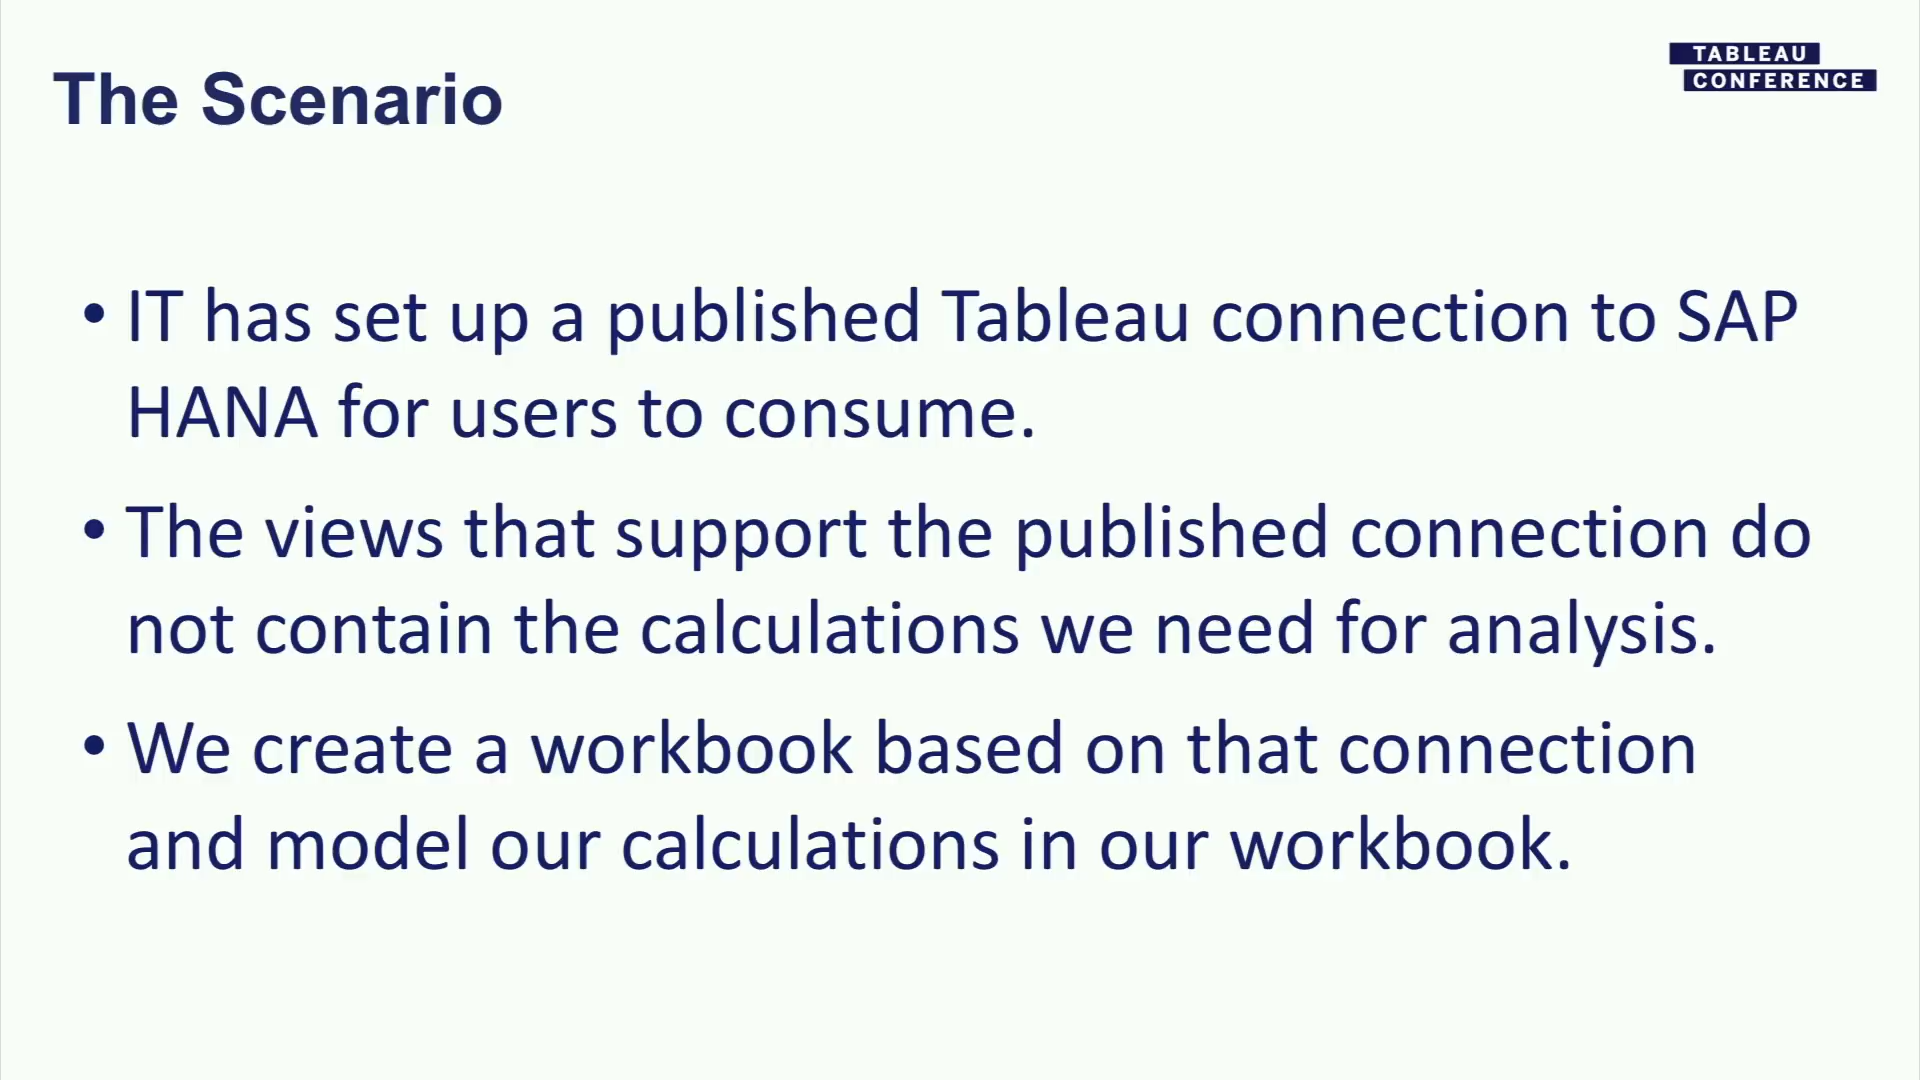 The Scenario
TABLEAU
CONFERENCE
• IT has set up a published Tableau connection to SAP
HANA for users to consume.
• The views that support the published connection do
not contain the calculations we need for analysis.
• We create a workbook based on that connection
and model our calculations in our workbook.